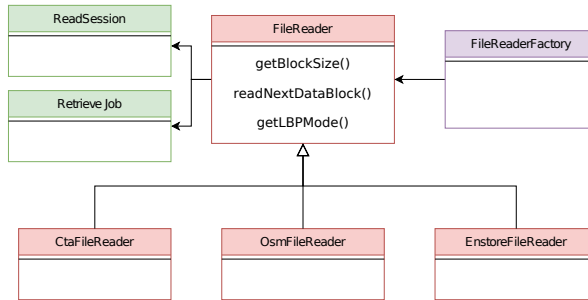 ReadSession
FileReader
FileReaderFactory
getBlockSize()
readNextDataBlock()
getLBPMode()
Retrieve Job
CtaFileReader
OsmFileReader
EnstoreFileReader